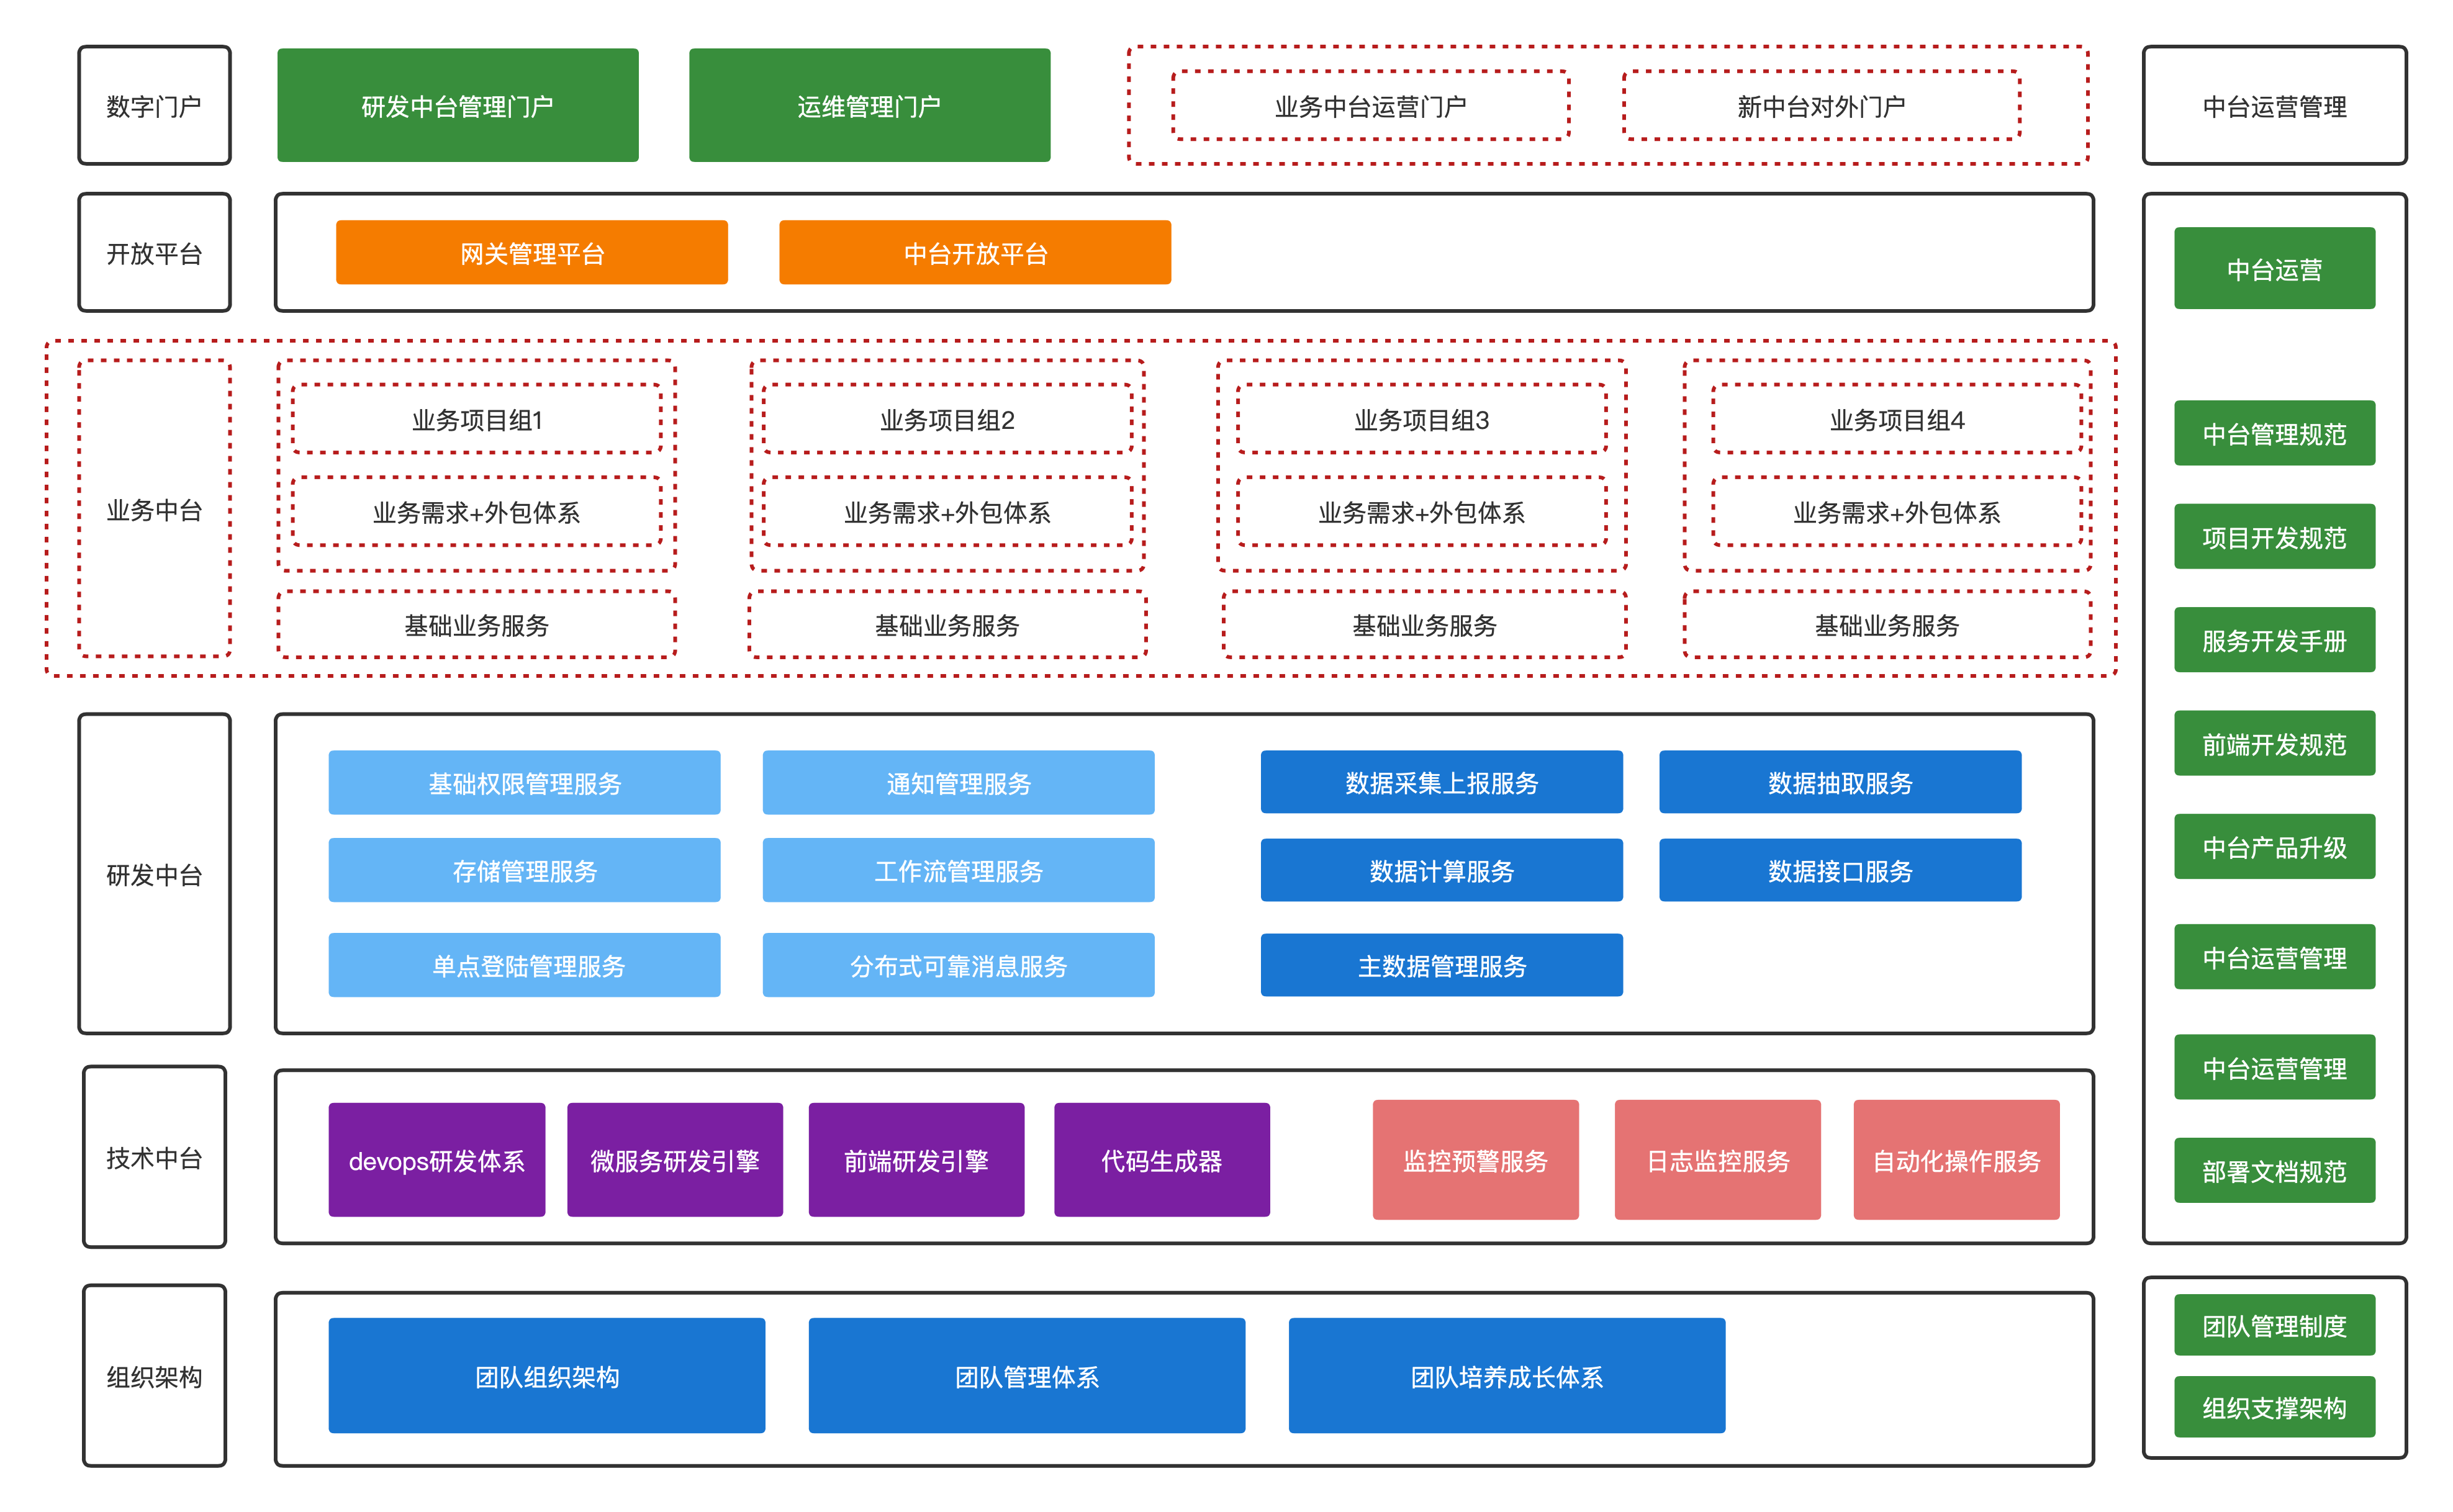 数字门户
研发中台管理门户
运维管理门户
业务中台运营门户
新中台对外门户
中台运营管理
开放平台
网关管理平台
中台开放平台
业务中台
业务项目组1
业务项目组2
业务项目组3
业务项目组4
业务需求+外包体系
业务需求+外包体系
业务需求+外包体系
业务需求+外包体系
基础业务服务
基础业务服务
基础业务服务
基础业务服务
研发中台
基础权限管理服务
通知管理服务
数据采集上报服务
数据抽取服务
存储管理服务
工作流管理服务
数据计算服务
数据接口服务
单点登陆管理服务
分布式可靠消息服务
主数据管理服务
技术中台
devops研发体系
微服务研发引擎
前端研发引擎
代码生成器
监控预警服务
日志监控服务
自动化操作服务
组织架构
团队组织架构
团队管理体系
团队培养成长体系
中台运营
中台管理规范
项目开发规范
服务开发手册
前端开发规范
中台产品升级
中台运营管理
中台运营管理
部署文档规范
团队管理制度
组织支撑架构